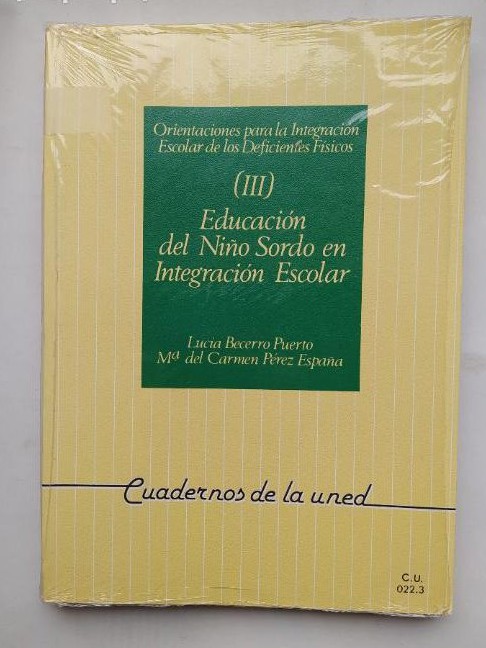 Orientaciones para la Integración
Escolar de los Deficientes Físicos
(III)
Educación
del Niño Sordo en
Integración Escolar
Lucía Becerro Puerto
Mª del Carmen Pérez España
Cuadernos de la uned
C.U.
022.3